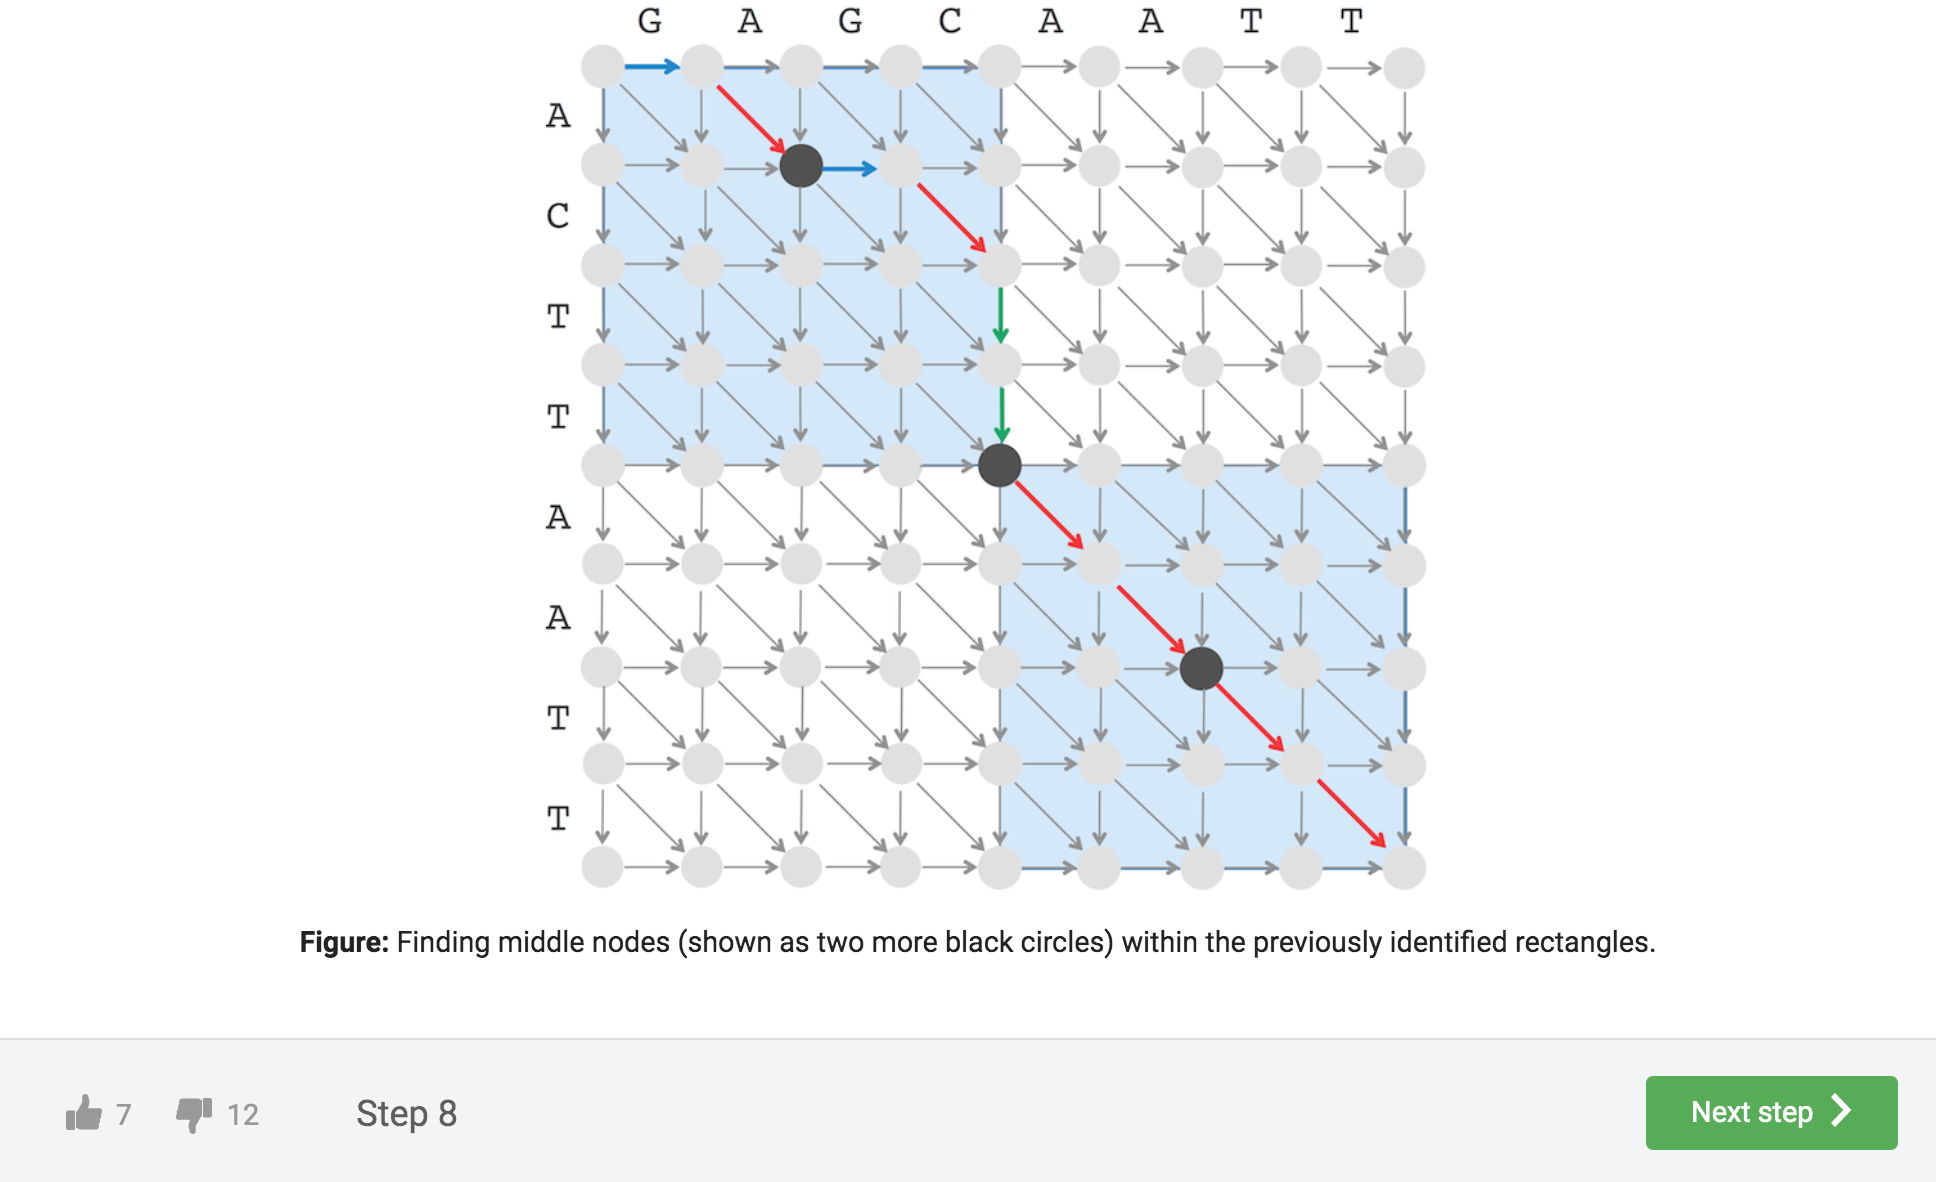 G A G C A A T T
A
C
T
T
A
A
T
T
Figure: Finding middle nodes (shown as two more black circles) within the previously identified rectangles.
7 12 Step 8 Next step